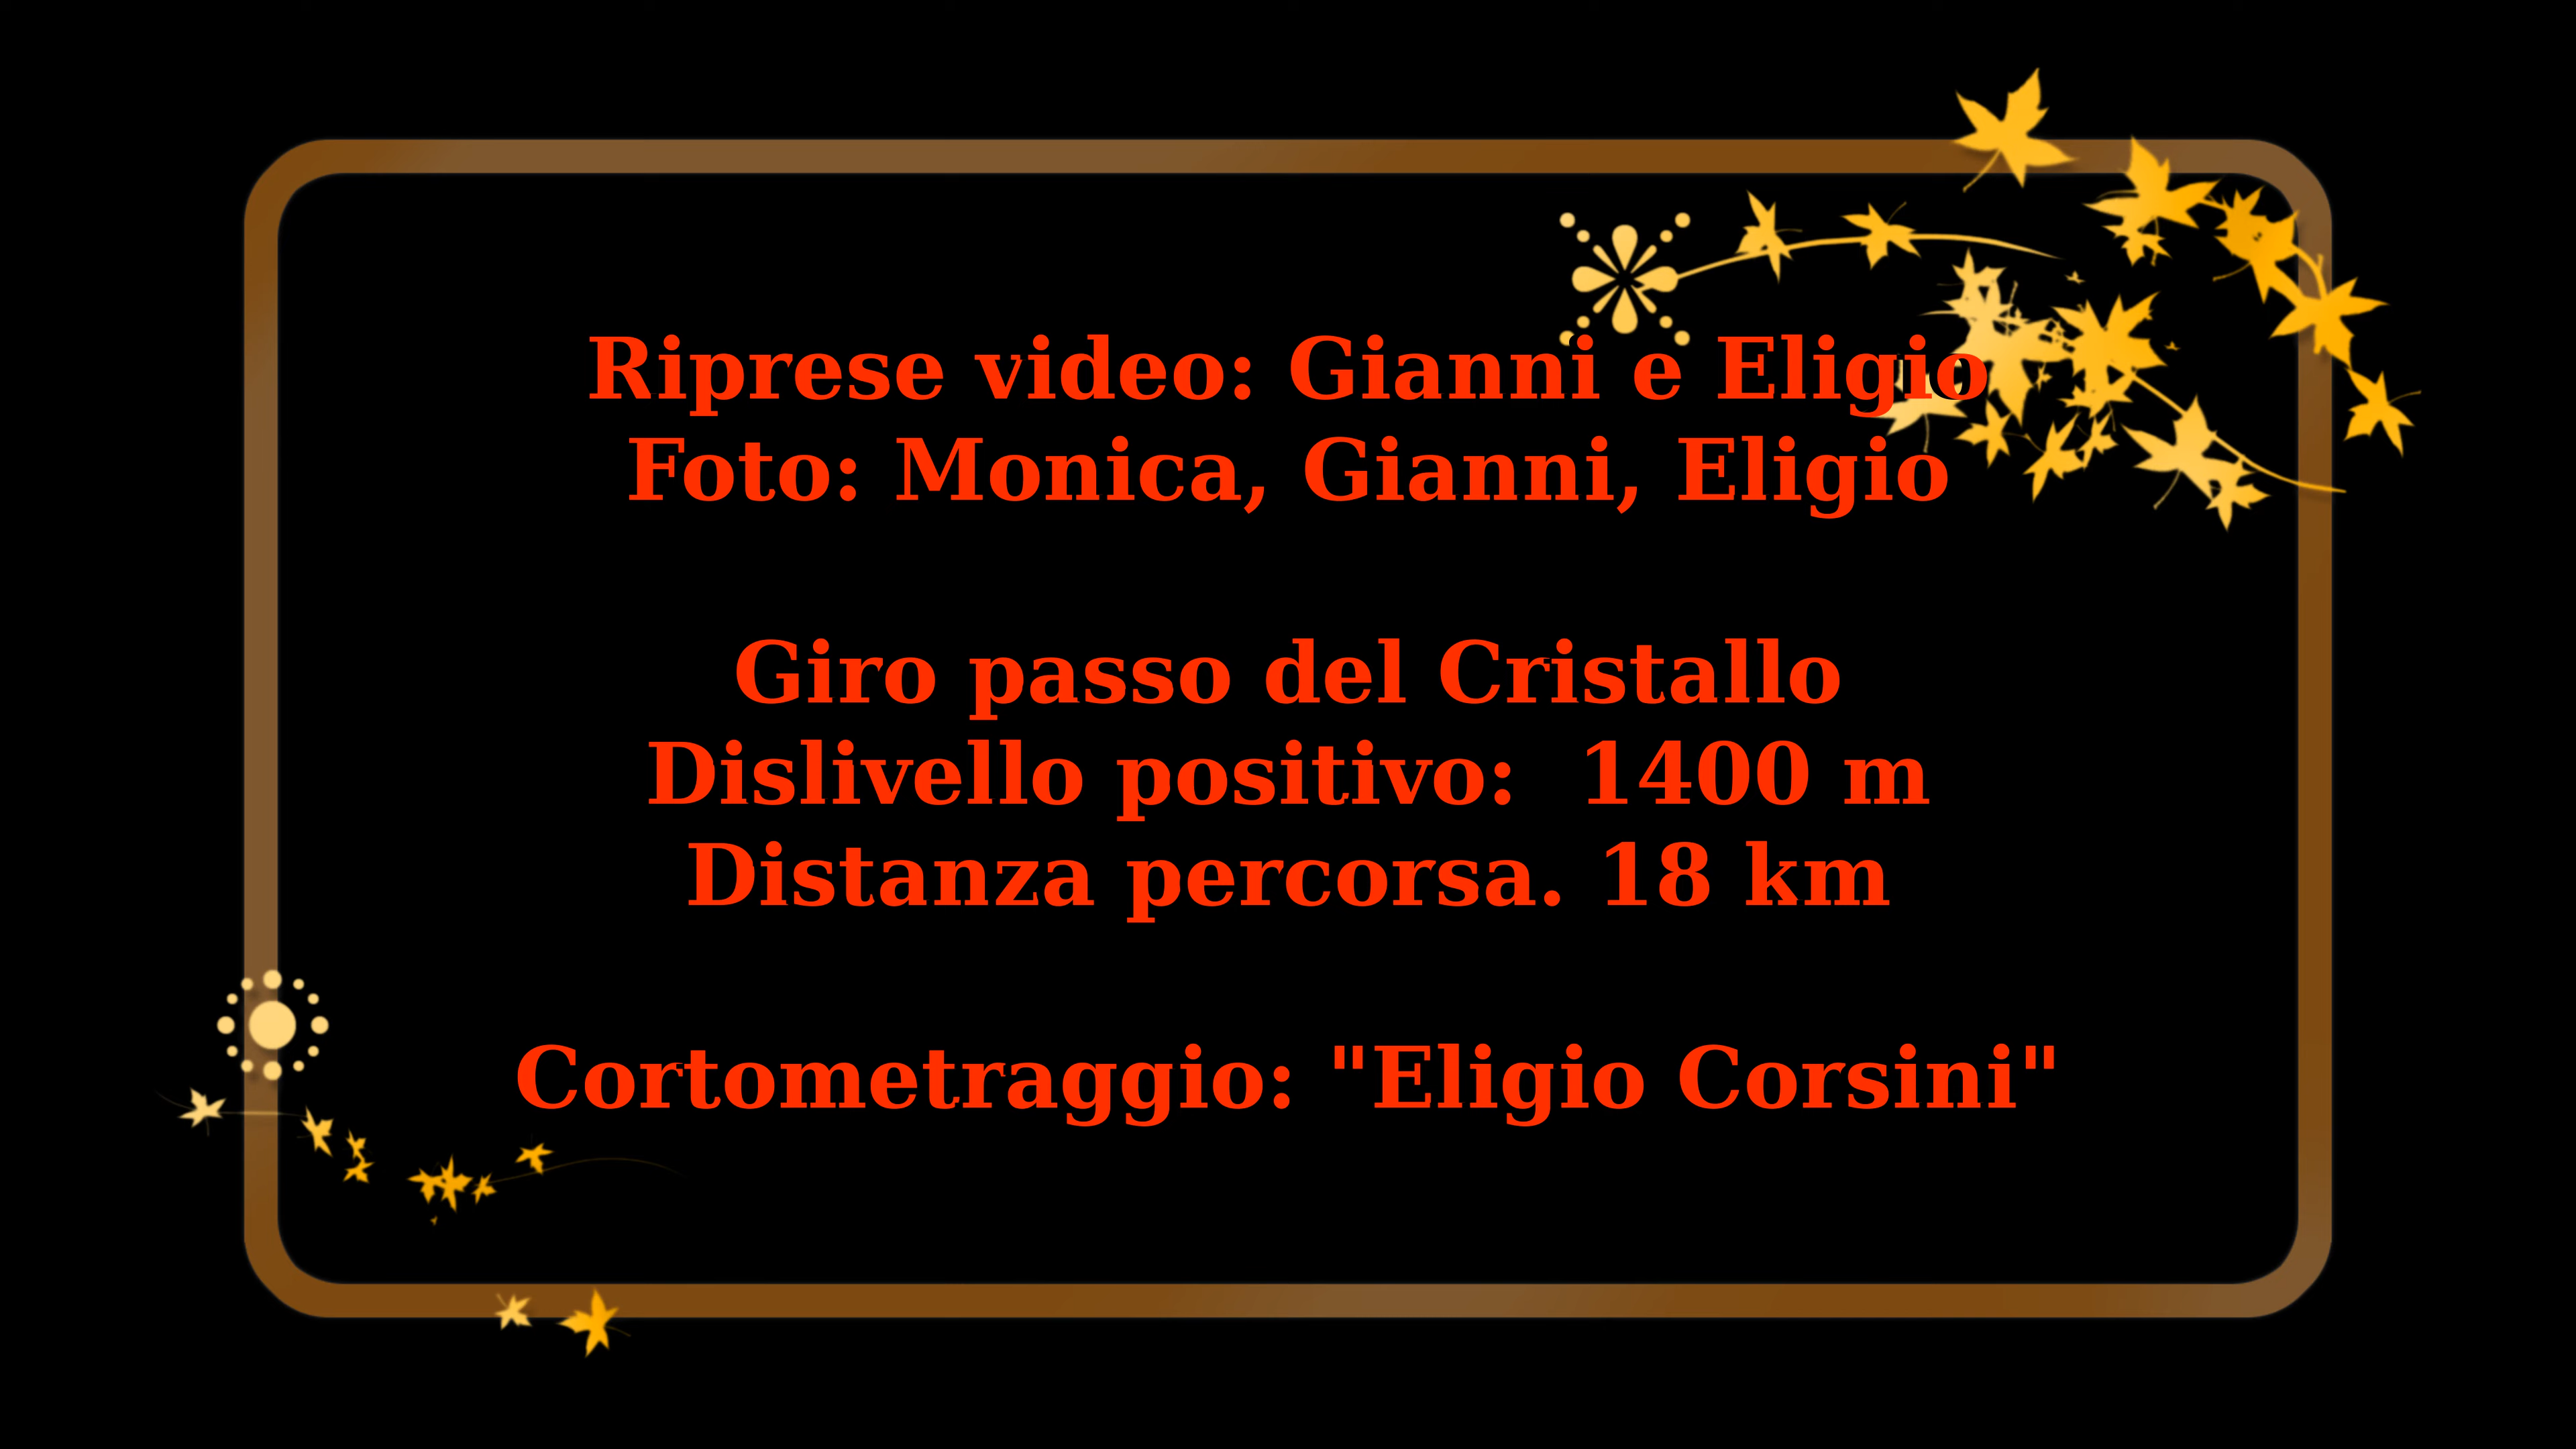 Riprese video: Gianni e Eligio
Foto: Monica, Gianni, Eligio
Giro passo del Cristallo
Dislivello positivo:  1400 m
Distanza percorsa. 18 km
Cortometraggio: "Eligio Corsini"